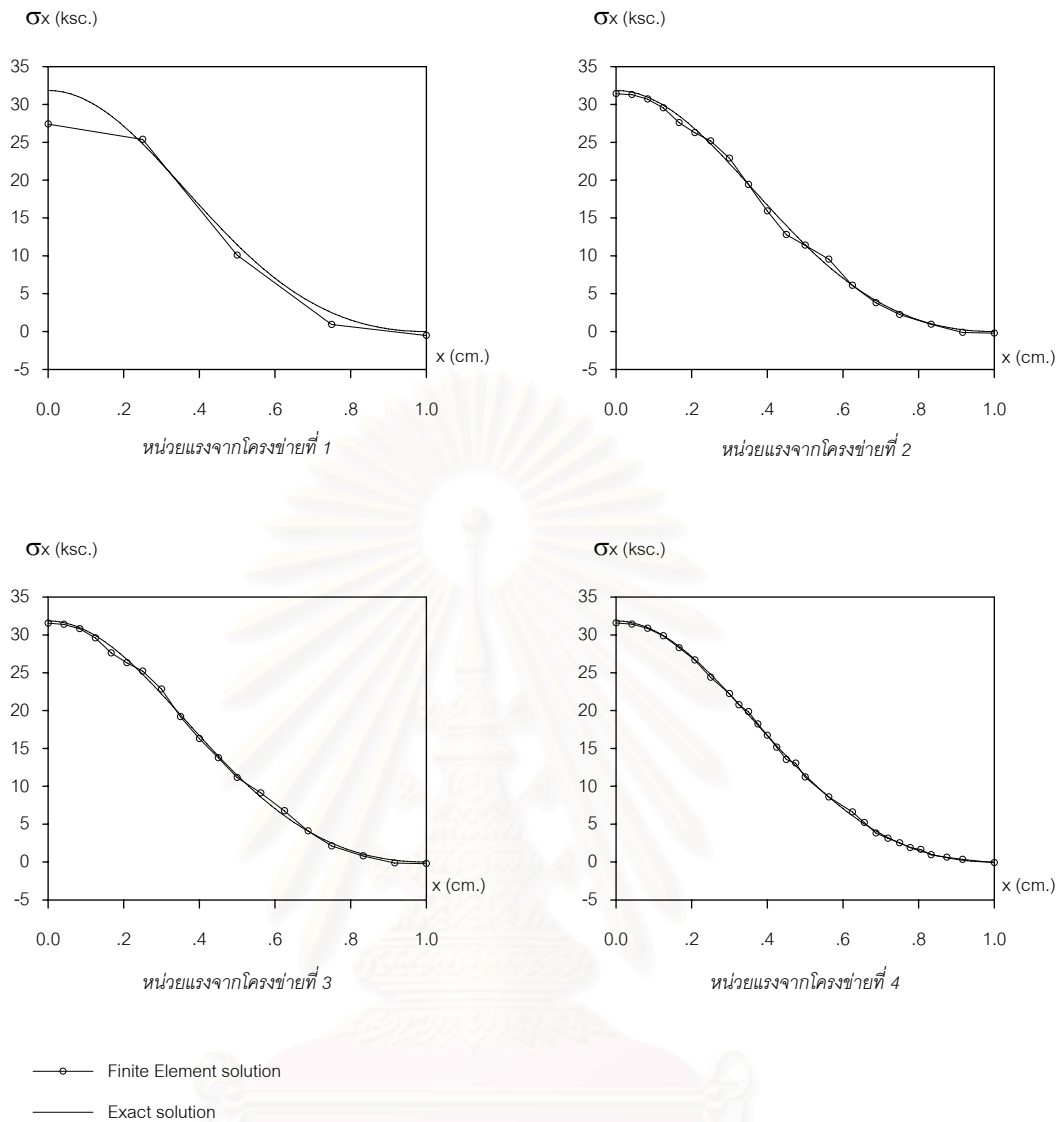 σx (ksc.)
35
30
25
20
15
10
5
0
-5
x (cm.)
0.0 .2 .4 .6 .8 1.0
หน่วยแรงจากโครงข่ายที่ 1
σx (ksc.)
35
30
25
20
15
10
5
0
-5
x (cm.)
0.0 .2 .4 .6 .8 1.0
หน่วยแรงจากโครงข่ายที่ 2
σx (ksc.)
35
30
25
20
15
10
5
0
-5
x (cm.)
0.0 .2 .4 .6 .8 1.0
หน่วยแรงจากโครงข่ายที่ 3
σx (ksc.)
35
30
25
20
15
10
5
0
-5
x (cm.)
0.0 .2 .4 .6 .8 1.0
หน่วยแรงจากโครงข่ายที่ 4
Finite Element solution
Exact solution